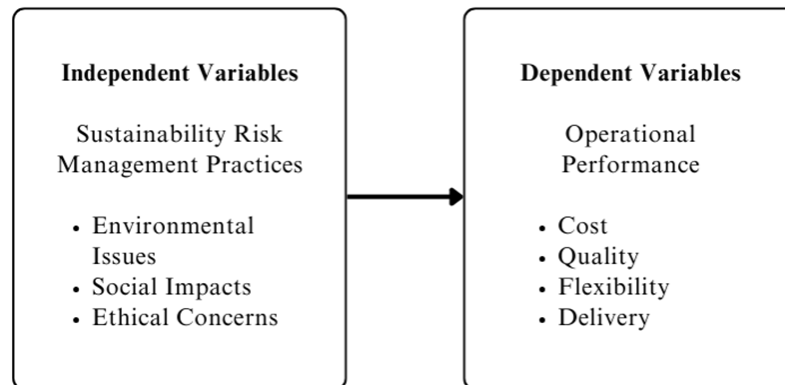 Independent Variables
Sustainability Risk
Management Practices
• Environmental
Issues
• Social Impacts
• Ethical Concerns
Dependent Variables
Operational
Performance
• Cost
• Quality
• Flexibility
• Delivery